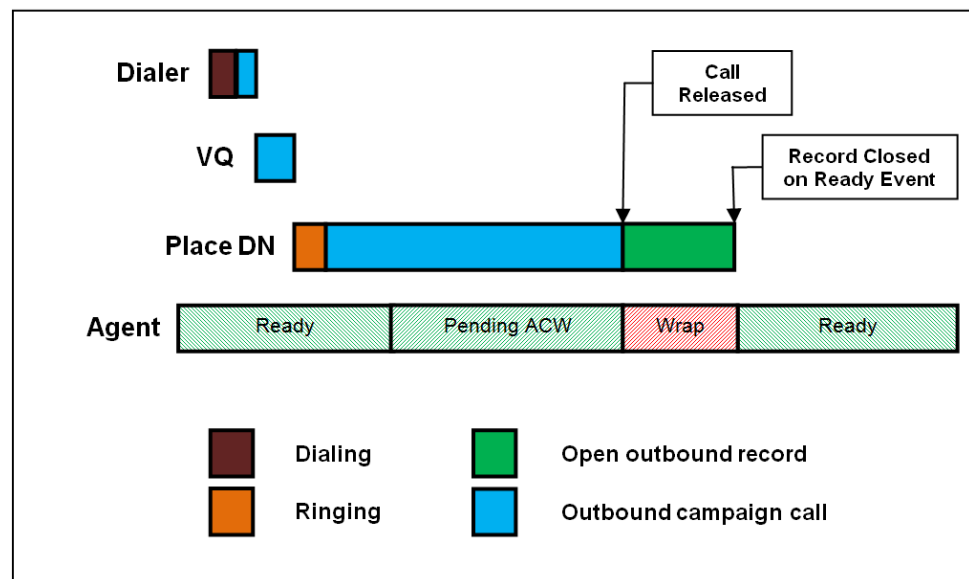 Dialer
Call
Released
VQ
Record Closed
on Ready Event
Place DN
Agent
Ready
Pending ACW
Wrap
Ready
Dialing
Open outbound record
Ringing
Outbound campaign call